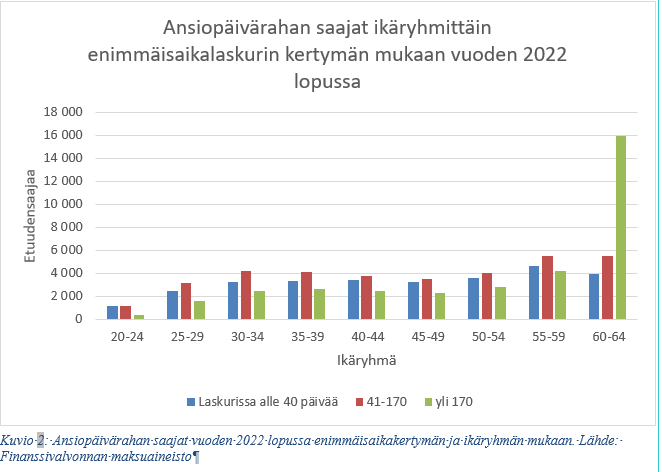 Ansiopäivärahan saajat ikäryhmittäin
enimmäisaikalaskurin kertymän mukaan vuoden 2022
lopussa
18 000
16 000
14 000
12 000
10 000
8 000
6 000
4 000
2 000
0
Etuudensaajaa
20-24 25-29 30-34 35-39 40-44 45-49 50-54 55-59 60-64
Ikäryhmä
Laskurissa alle 40 päivää 41-170 yli 170
Kuvio·2:·Ansiopäivärahan·saajat·vuoden·2022·lopussa·enimmäisaikakertymän·ja·ikäryhmän·mukaan.·Lähde:·
Finanssivalvonnan·maksuaineisto¶